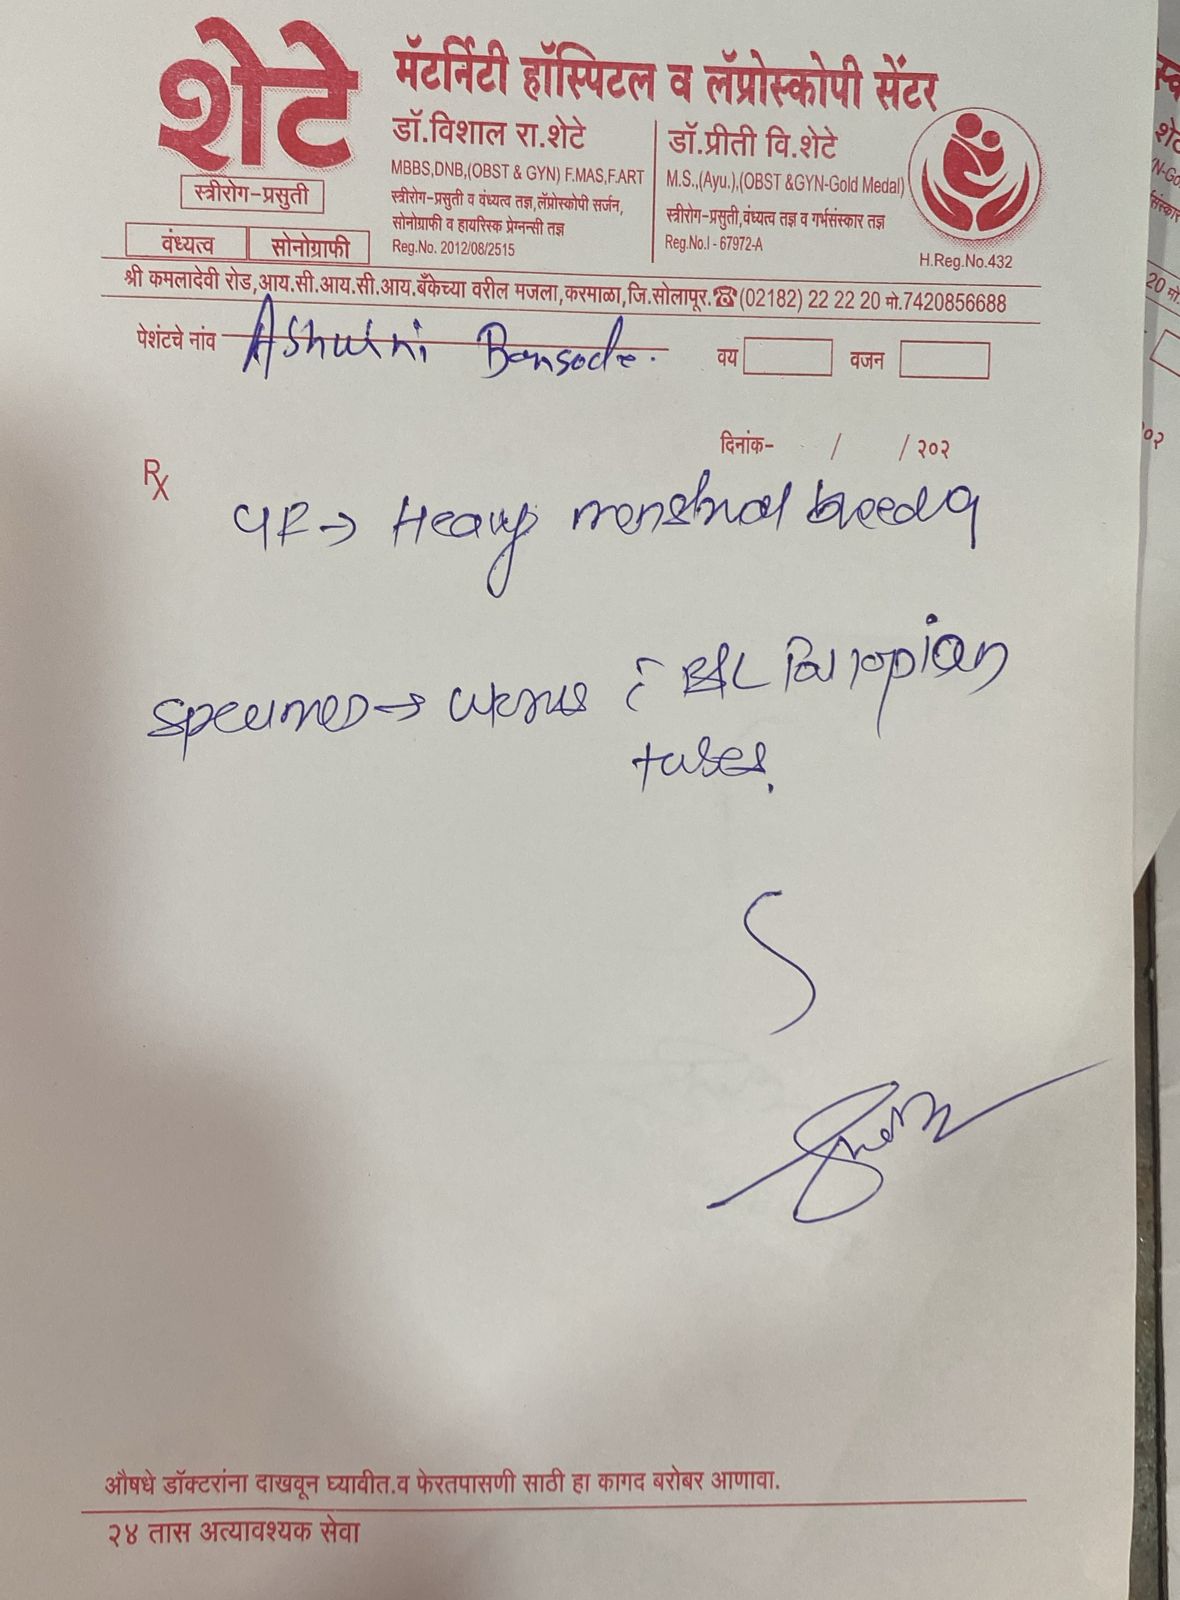 शेटे
मॅटर्निटी हॉस्पिटल व लॅप्रोस्कोपी सेंटर
स्त्रीरोग-प्रसुती
वंध्यत्व सोनोग्राफी
डॉ.विशाल रा.शेटे
MBBS,DNB,(OBST & GYN) F.MAS,F.ART
स्त्रीरोग-प्रसुती व वंध्यत्व तज्ञ,लॅप्रोस्कोपी सर्जन,
सोनोग्राफी व हायरिस्क प्रेग्नन्सी तज्ञ
Reg.No. 2012/08/2515
डॉ.प्रीती वि.शेटे
M.S.,(Ayu.),(OBST &GYN-Gold Medal)
स्त्रीरोग-प्रसुती,वंध्यत्व तज्ञ व गर्भसंस्कार तज्ञ
Reg.No.I - 67972-A
H.Reg.No.432
श्री कमलादेवी रोड,आय.सी.आय.सी.आय.बँकेच्या वरील मजला,करमाळा,जि.सोलापूर.☎(02182) 22 22 20 मो.7420856688
पेशंटचे नांव Ashwini Bansode. वय वजन
दिनांक- / /२०२
Rx
Heavy menstrual
specimen → uterus c̄ B/L Fallopian
tubes.
औषधे डॉक्टरांना दाखवून घ्यावीत.व फेरतपासणी साठी हा कागद बरोबर आणावा.
२४ तास अत्यावश्यक सेवा